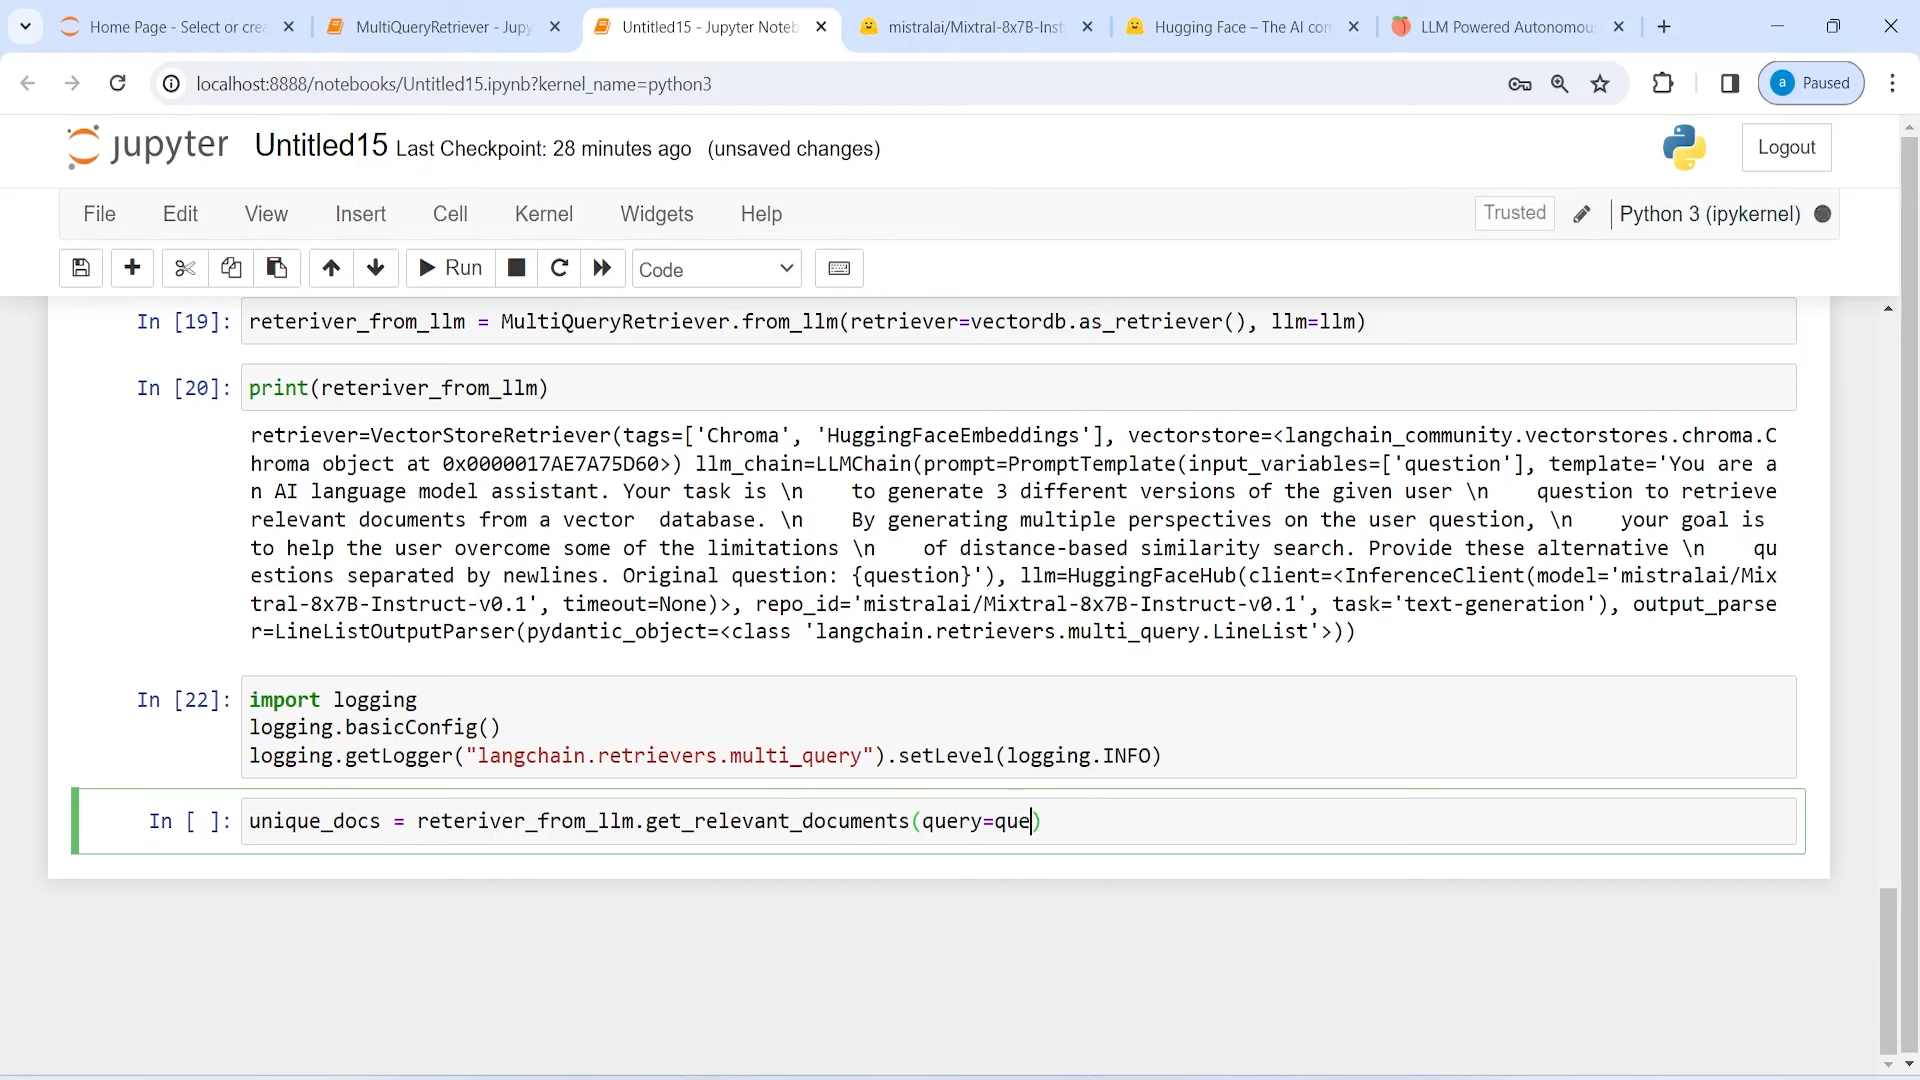 Home Page - Select or crea
MultiQueryRetriever - Jupy
Untitled15 - Jupyter Noteb
mistralai/Mixtral-8x7B-Inst
Hugging Face – The AI con
LLM Powered Autonomou
localhost:8888/notebooks/Untitled15.ipynb?kernel_name=python3
a Paused
jupyter Untitled15 Last Checkpoint: 28 minutes ago (unsaved changes)
Logout
File Edit View Insert Cell Kernel Widgets Help
Trusted Python 3 (ipykernel)
Run Code
In [19]: reteriver_from_llm = MultiQueryRetriever.from_llm(retriever=vectordb.as_retriever(), llm=llm)
In [20]: print(reteriver_from_llm)
retriever=VectorStoreRetriever(tags=['Chroma', 'HuggingFaceEmbeddings'], vectorstore=<langchain_community.vectorstores.chroma.C
hroma object at 0x0000017AE7A75D60>) llm_chain=LLMChain(prompt=PromptTemplate(input_variables=['question'], template='You are a
n AI language model assistant. Your task is \n    to generate 3 different versions of the given user \n    question to retrieve
relevant documents from a vector  database. \n    By generating multiple perspectives on the user question, \n    your goal is
to help the user overcome some of the limitations \n    of distance-based similarity search. Provide these alternative \n    qu
estions separated by newlines. Original question: {question}'), llm=HuggingFaceHub(client=<InferenceClient(model='mistralai/Mix
tral-8x7B-Instruct-v0.1', timeout=None)>, repo_id='mistralai/Mixtral-8x7B-Instruct-v0.1', task='text-generation'), output_parse
r=LineListOutputParser(pydantic_object=<class 'langchain.retrievers.multi_query.LineList'>))
In [22]: import logging
logging.basicConfig()
logging.getLogger("langchain.retrievers.multi_query").setLevel(logging.INFO)
In [ ]: unique_docs = reteriver_from_llm.get_relevant_documents(query=que)